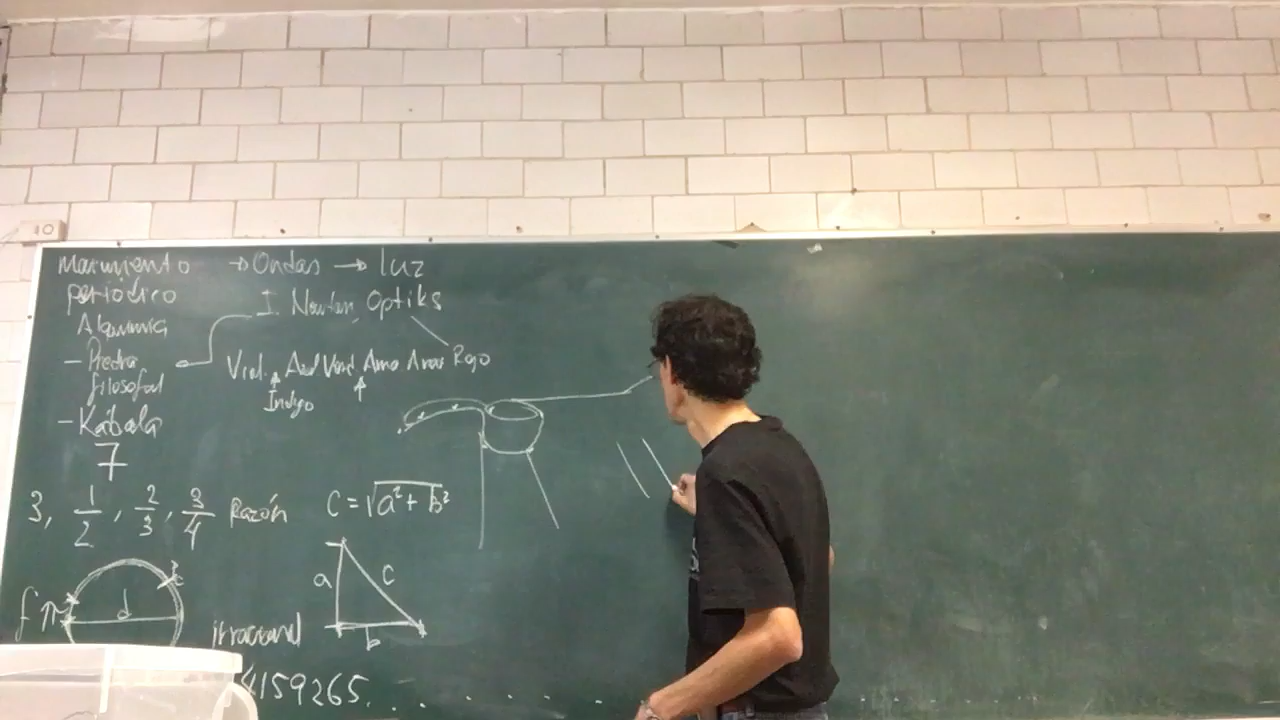 Movimiento → Ondas → luz
periódico I. Newton, Optiks
Alquimia
- Piedra filosofal
Viol. Azul Verd Ama Anar Rojo
Indigo
- Kábala
7
3, 1/2, 2/3, 3/4 Razón C = √a² + b²
a c
d
π
irracional
b
4159265. . .